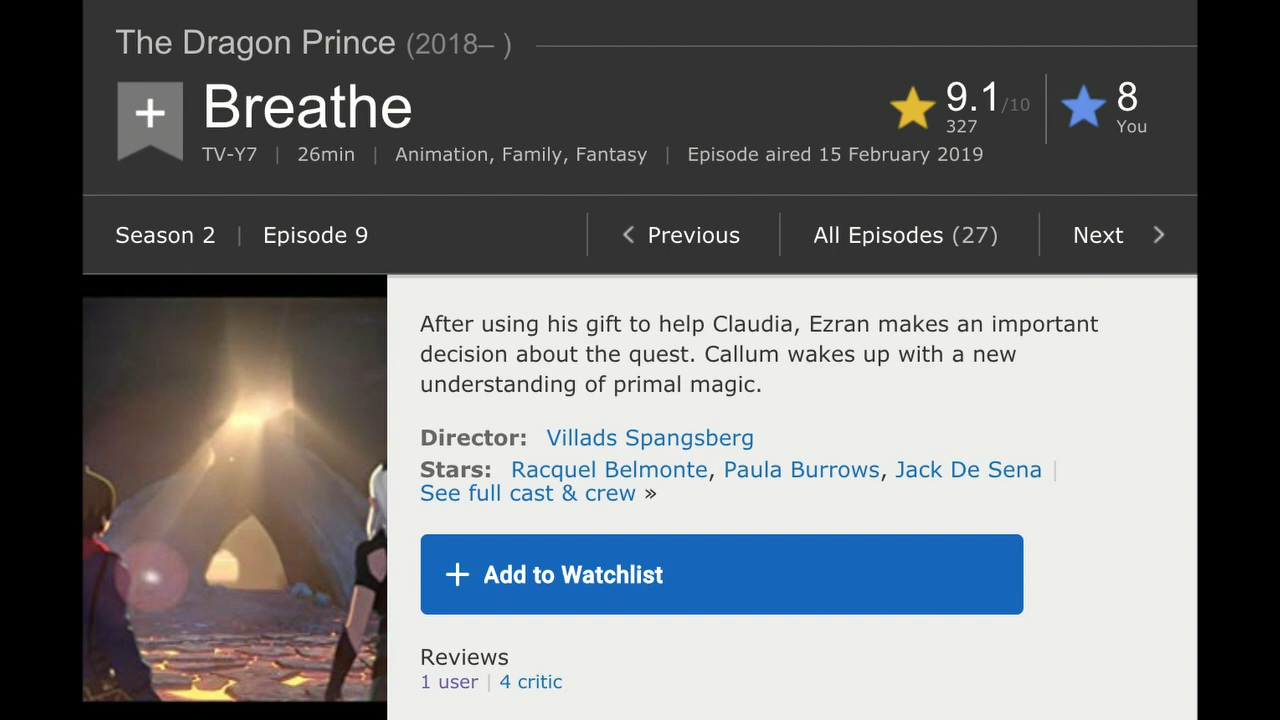 The Dragon Prince (2018– )
+ Breathe
9.1/10
327
8
You
TV-Y7 | 26min | Animation, Family, Fantasy | Episode aired 15 February 2019
Season 2 | Episode 9
Previous
All Episodes (27)
Next
After using his gift to help Claudia, Ezran makes an important
decision about the quest. Callum wakes up with a new
understanding of primal magic.
Director: Villads Spangsberg
Stars: Racquel Belmonte, Paula Burrows, Jack De Sena |
See full cast & crew »
+ Add to Watchlist
Reviews
1 user | 4 critic